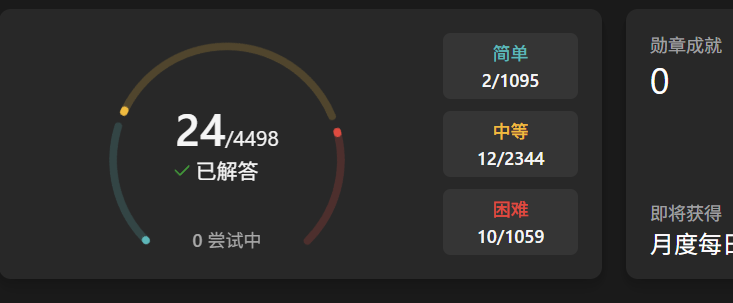 24/4498
已解答
0 尝试中
简单
2/1095
中等
12/2344
困难
10/1059
勋章成就
0
即将获得
月度每